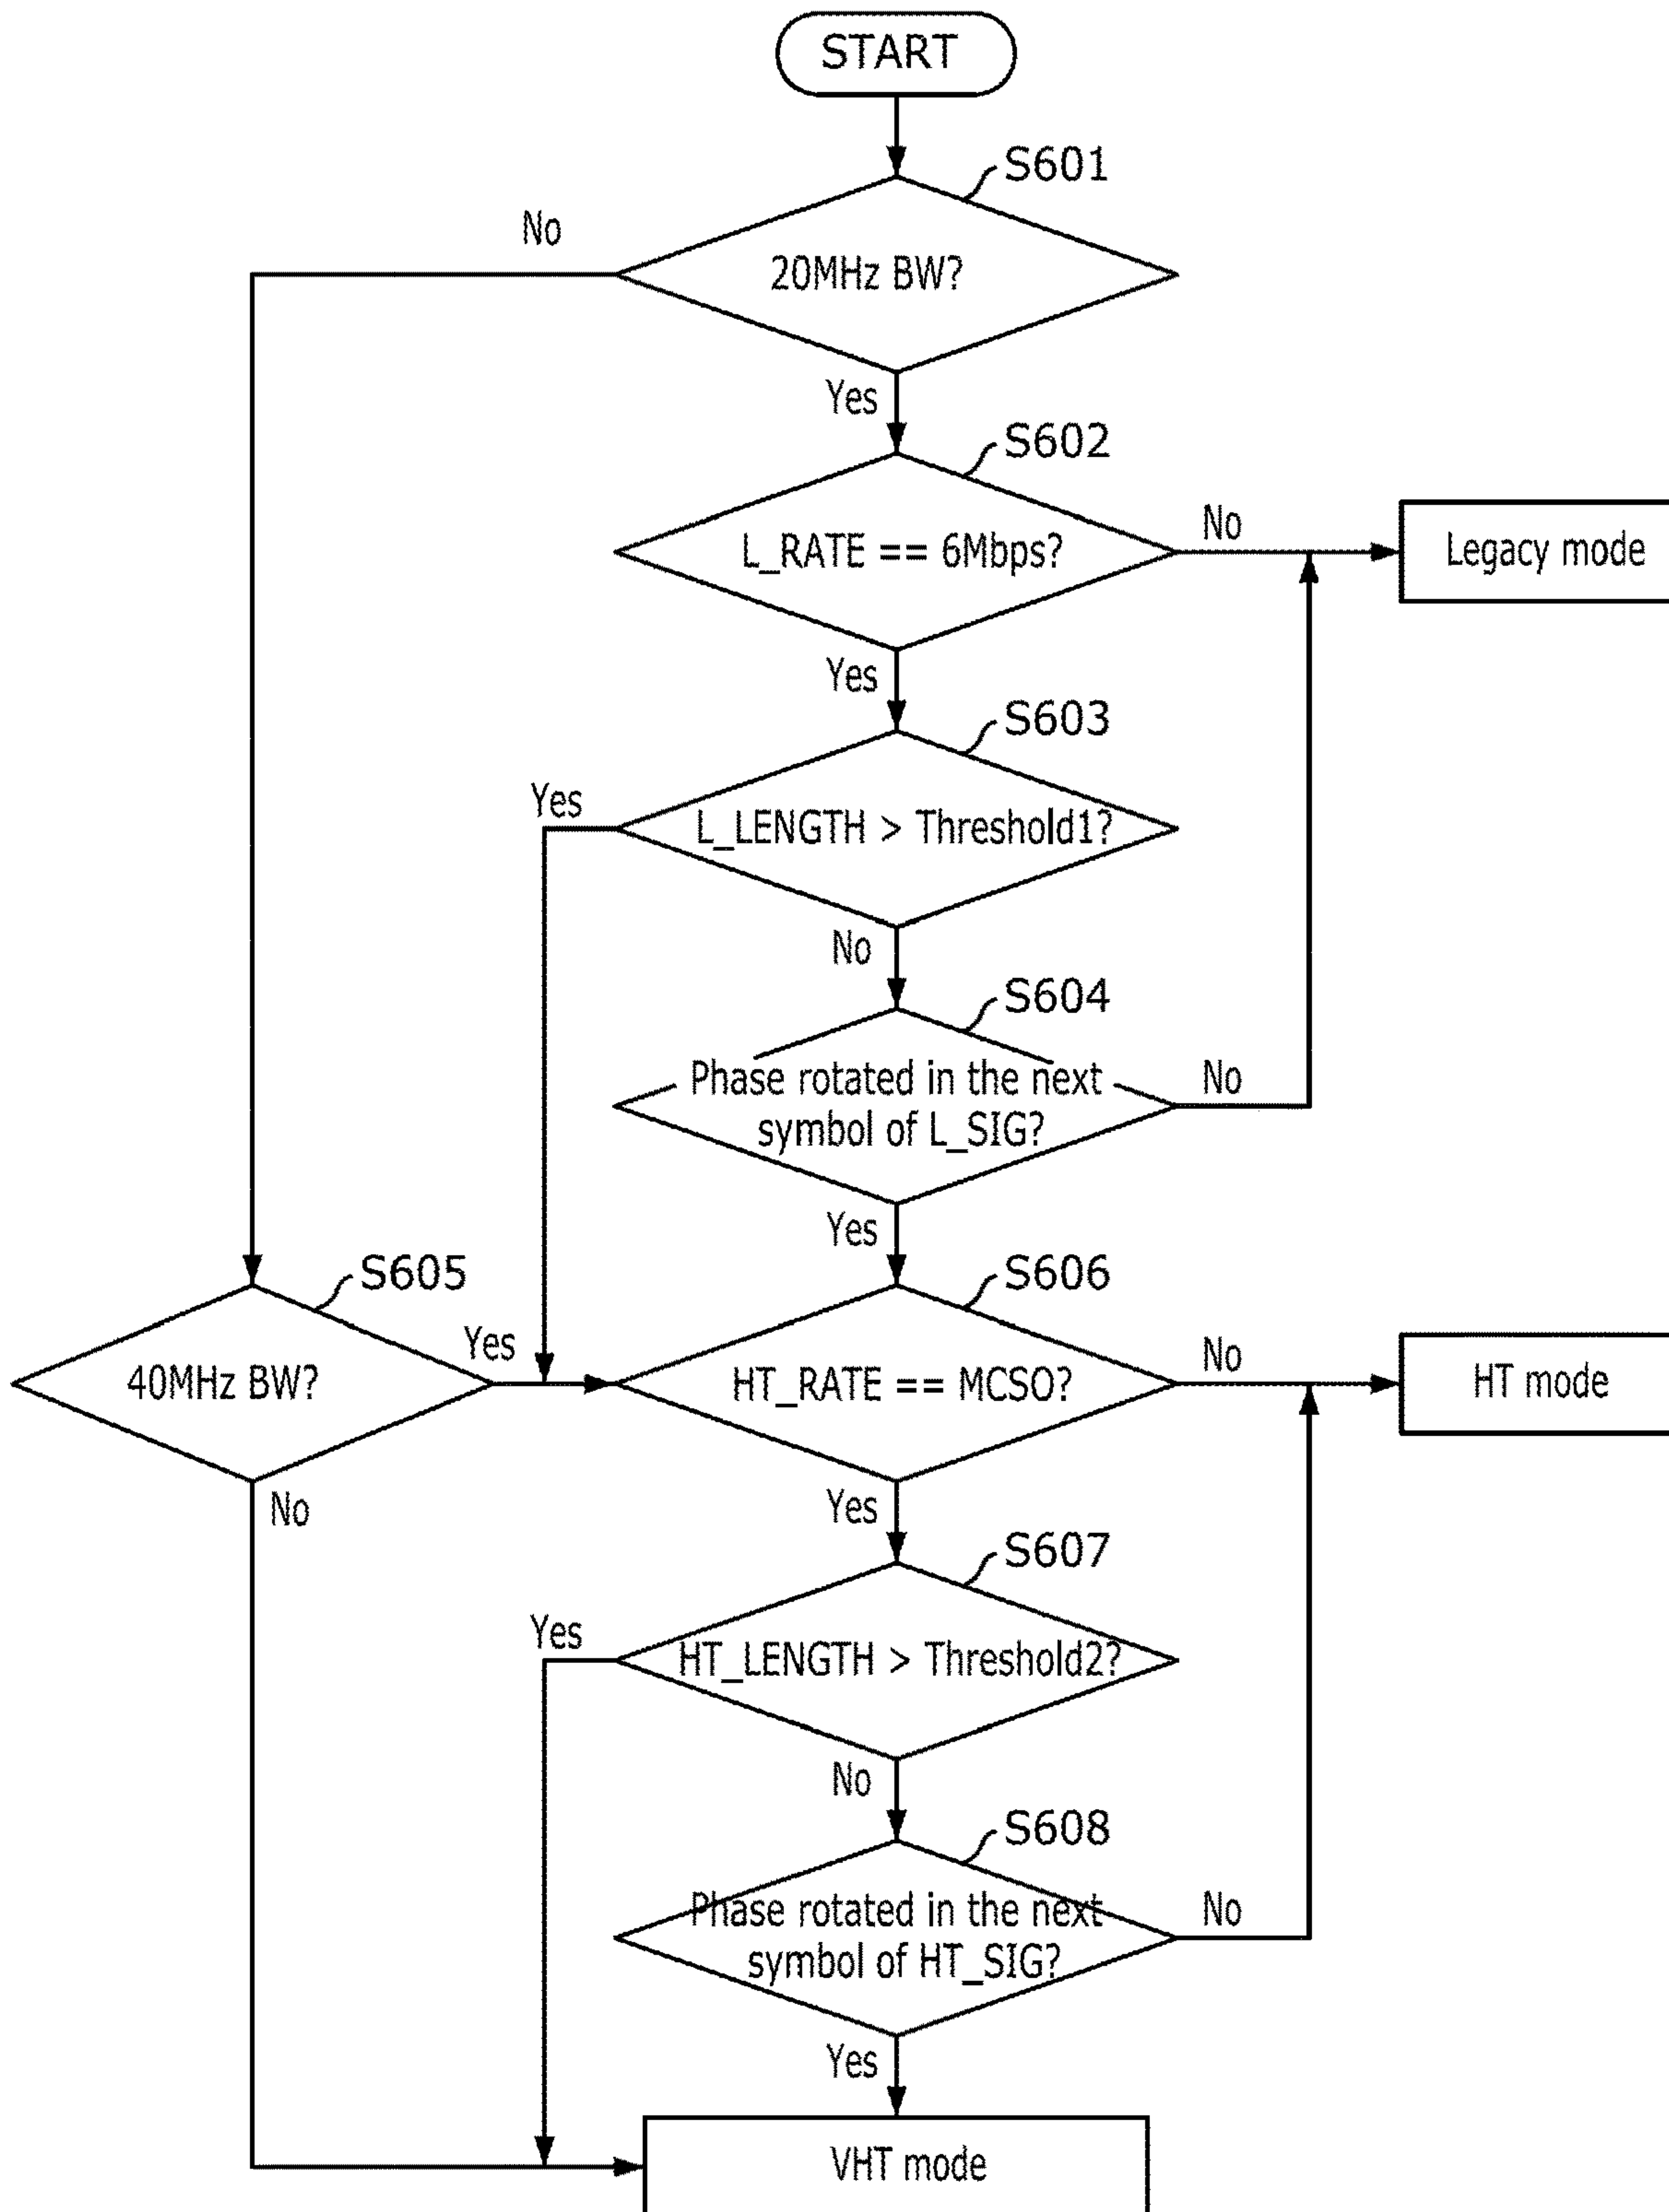 START
S601
No
20MHz BW?
Yes
S602
L_RATE == 6Mbps?
No
Legacy mode
Yes
S603
Yes
L_LENGTH > Threshold1?
No
S604
Phase rotated in the next
symbol of L_SIG?
No
Yes
S605
S606
40MHz BW?
Yes
HT_RATE == MCSO?
No
HT mode
No
Yes
S607
Yes
HT_LENGTH > Threshold2?
No
S608
Phase rotated in the next
symbol of HT_SIG?
No
Yes
VHT mode